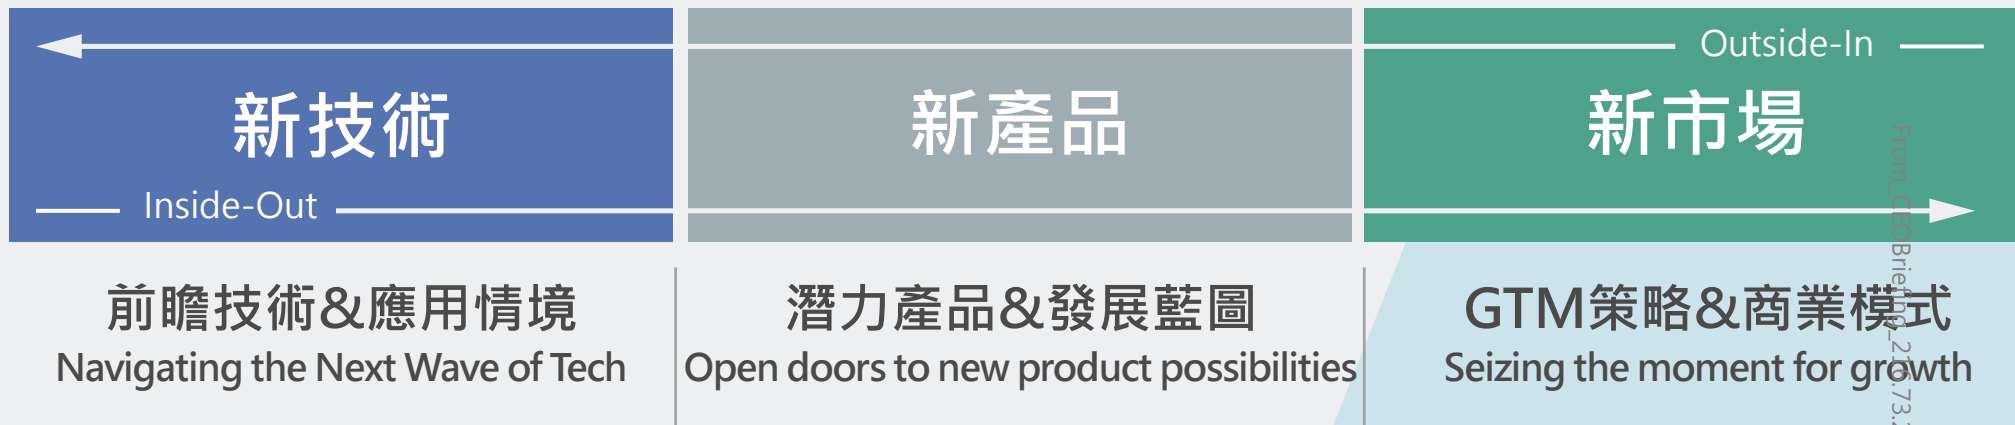 Outside-In
新技術
新產品
新市場
Inside-Out
前瞻技術&應用情境
Navigating the Next Wave of Tech
潛力產品&發展藍圖
Open doors to new product possibilities
GTM策略&商業模式
Seizing the moment for growth
From_CEOBriefing_216.73.